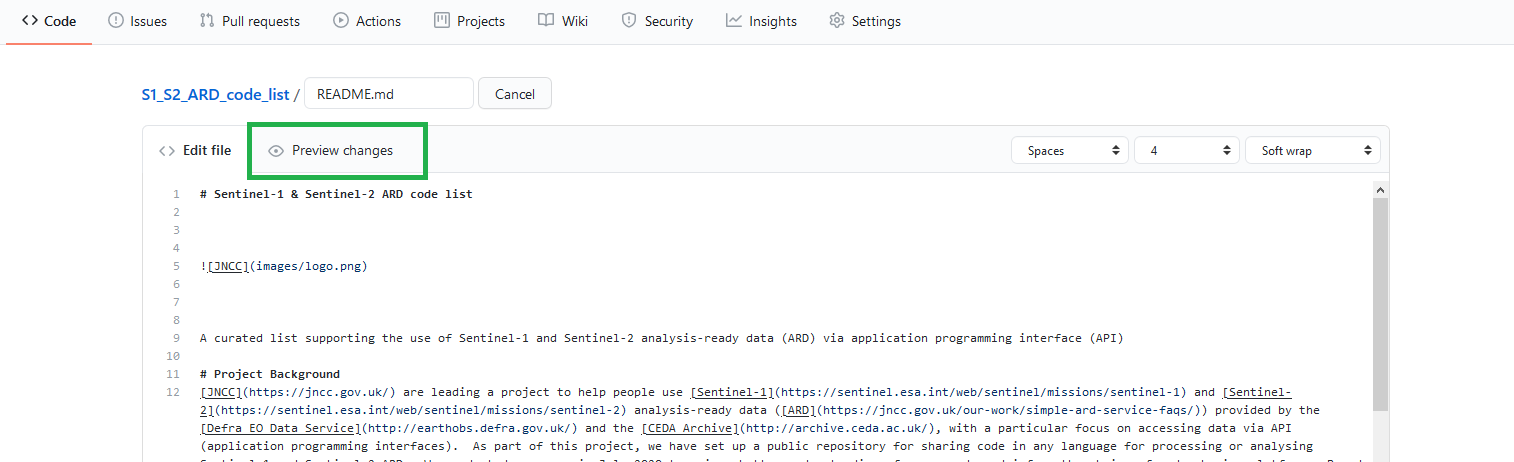 Code Issues Pull requests Actions Projects Wiki Security Insights Settings
S1_S2_ARD_code_list / README.md Cancel
Edit file Preview changes Spaces 4 Soft wrap
1 # Sentinel-1 & Sentinel-2 ARD code list
2
3
4
5 ![JNCC](images/logo.png)
6
7
8
9 A curated list supporting the use of Sentinel-1 and Sentinel-2 analysis-ready data (ARD) via application programming interface (API)
10
11 # Project Background
12 [JNCC](https://jncc.gov.uk/) are leading a project to help people use [Sentinel-1](https://sentinel.esa.int/web/sentinel/missions/sentinel-1) and [Sentinel-
2](https://sentinel.esa.int/web/sentinel/missions/sentinel-2) analysis-ready data ([ARD](https://jncc.gov.uk/our-work/simple-ard-service-faqs/)) provided by the
[Defra EO Data Service](http://earthobs.defra.gov.uk/) and the [CEDA Archive](http://archive.ceda.ac.uk/), with a particular focus on accessing data via API
(application programming interfaces). As part of this project, we have set up a public repository for sharing code in any language for processing or analysing